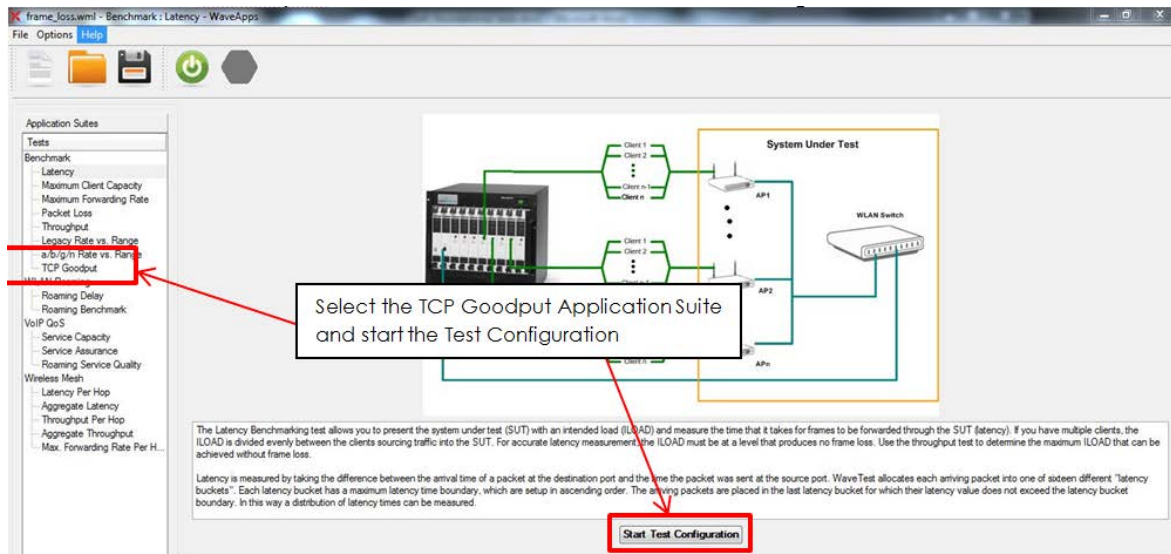 frame_loss.wml - Benchmark : Latency - WaveApps
File Options Help
Application Suites
Tests
Benchmark
Latency
Maximum Client Capacity
Maximum Forwarding Rate
Packet Loss
Throughput
Legacy Rate vs. Range
a/b/g/n Rate vs. Range
TCP Goodput
WLAN Roaming
Roaming Delay
Roaming Benchmark
VoIP QoS
Service Capacity
Service Assurance
Roaming Service Quality
Wireless Mesh
Latency Per Hop
Aggregate Latency
Throughput Per Hop
Aggregate Throughput
Max. Forwarding Rate Per H...
System Under Test
Client 1
Client 2
Client n-1
Client n
AP1
WLAN Switch
Client 1
Client 2
AP2
Client n
APn
Select the TCP Goodput Application Suite
and start the Test Configuration
The Latency Benchmarking test allows you to present the system under test (SUT) with an intended load (ILOAD) and measure the time that it takes for frames to be forwarded through the SUT (latency). If you have multiple clients, the
ILOAD is divided evenly between the clients sourcing traffic into the SUT. For accurate latency measurement, the ILOAD must be at a level that produces no frame loss. Use the throughput test to determine the maximum ILOAD that can be
achieved without frame loss.
Latency is measured by taking the difference between the arrival time of a packet at the destination port and the time the packet was sent at the source port. WaveTest allocates each arriving packet into one of sixteen different "latency
buckets". Each latency bucket has a maximum latency time boundary, which are setup in ascending order. The arriving packets are placed in the last latency bucket for which their latency value does not exceed the latency bucket
boundary. In this way a distribution of latency times can be measured.
Start Test Configuration